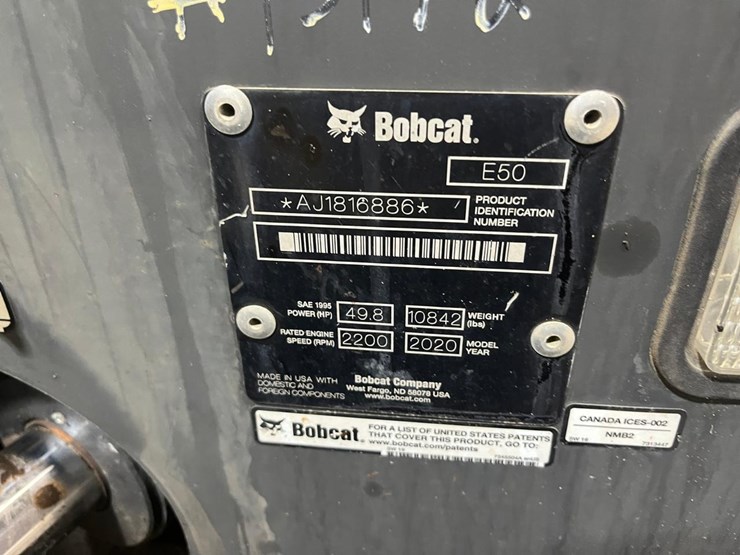 Bobcat.
E50
*AJ1816886*
PRODUCT
IDENTIFICATION
NUMBER
SAE 1995
POWER (HP)
49.8
10842
WEIGHT
(lbs)
RATED ENGINE
SPEED (RPM)
2200
2020
MODEL
YEAR
MADE IN USA WITH
DOMESTIC AND
FOREIGN COMPONENTS
Bobcat Company
West Fargo, ND 58078 USA
www.bobcat.com
Bobcat.
FOR A LIST OF UNITED STATES PATENTS
THAT COVER THIS PRODUCT, GO TO:
www.bobcat.com/patents
CANADA ICES-002
NMB2